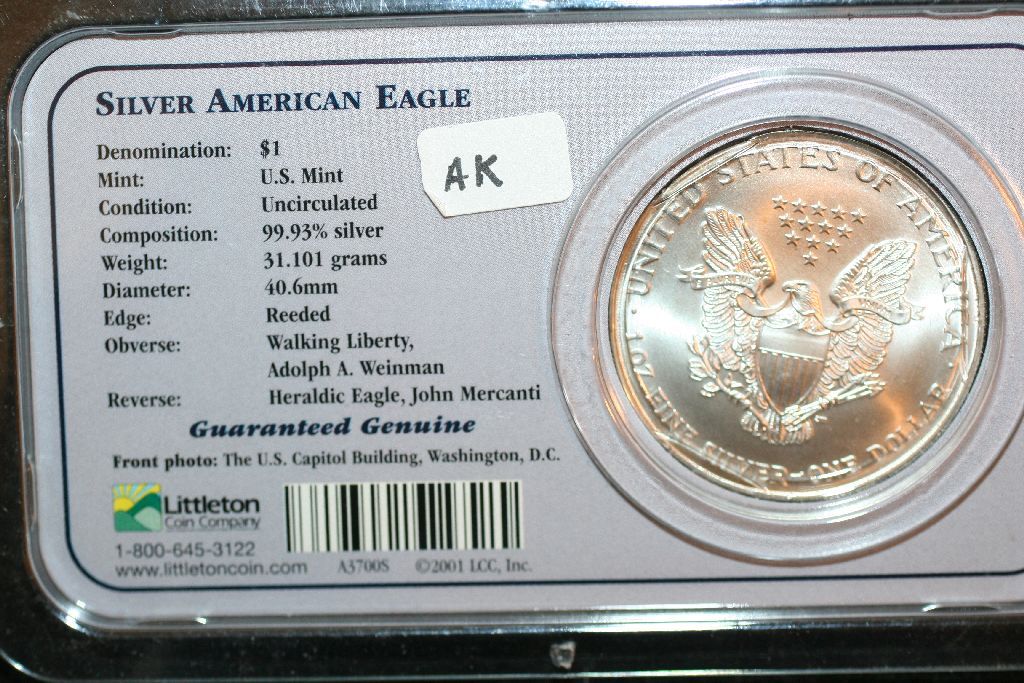 SILVER AMERICAN EAGLE
AK
Denomination: $1
Mint: U.S. Mint
Condition: Uncirculated
Composition: 99.93% silver
Weight: 31.101 grams
Diameter: 40.6mm
Edge: Reeded
Obverse: Walking Liberty,
Adolph A. Weinman
Reverse: Heraldic Eagle, John Mercanti
Guaranteed Genuine
Front photo: The U.S. Capitol Building, Washington, D.C.
Littleton
Coin Company
1-800-645-3122
www.littletoncoin.com
A3700S ©2001 LCC, Inc.
UNITED STATES OF AMERICA
1 OZ. FINE SILVER-ONE DOLLAR